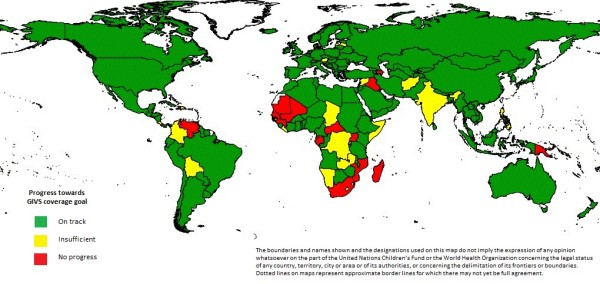 Progress towards
GIVS coverage goal
On track
Insufficient
No progress
The boundaries and names shown and the designations used on this map do not imply the expression of any opinion
whatsoever on the part of the United Nations Children's Fund or the World Health Organization concerning the legal status
of any country, territory, city or area or of its authorities, or concerning the delimitation of its frontiers or boundaries.
Dotted lines on maps represent approximate border lines for which there may not yet be full agreement.